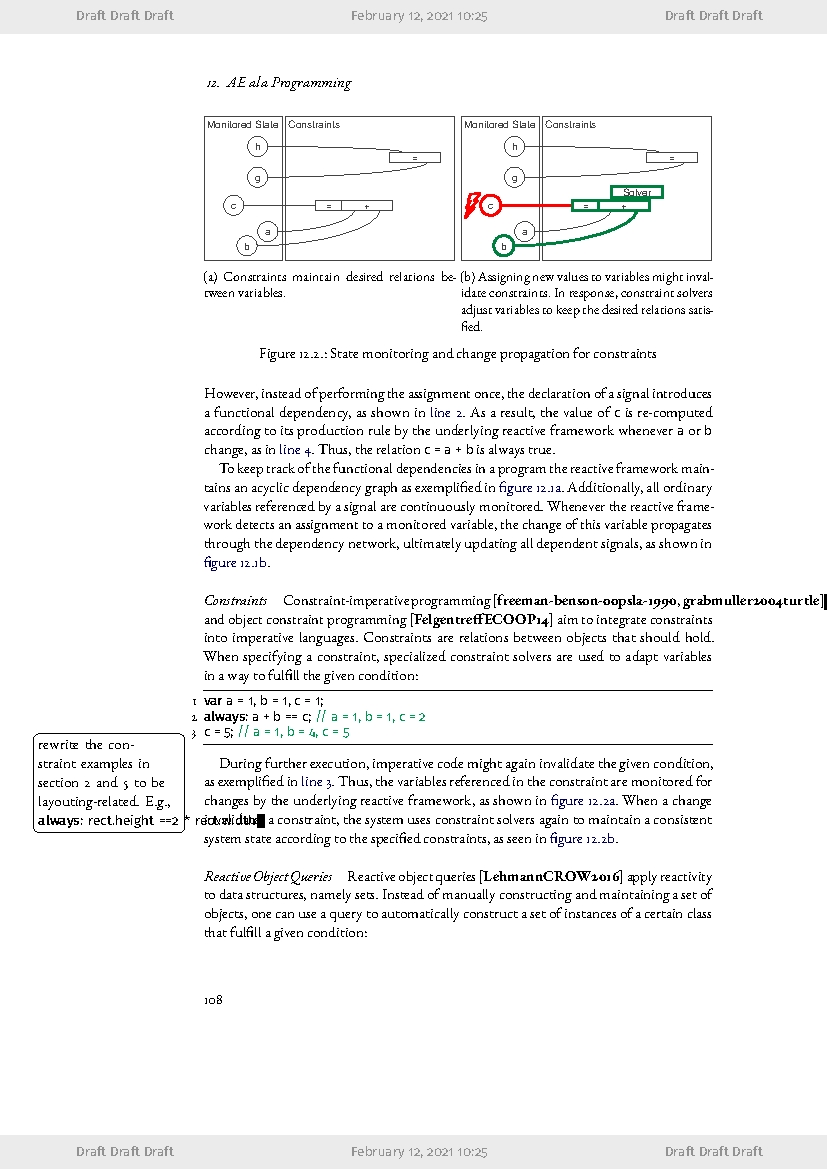 Draft Draft Draft February 12, 2021 10:25 Draft Draft Draft
12. AE ala Programming
Monitored State Constraints
h
=
g
c = +
a
b
Monitored State Constraints
h
=
g
Solver
c = +
a
b
(a) Constraints maintain desired relations be-
tween variables.
(b) Assigning new values to variables might inval-
idate constraints. In response, constraint solvers
adjust variables to keep the desired relations satis-
fied.
Figure 12.2.: State monitoring and change propagation for constraints
However, instead of performing the assignment once, the declaration of a signal introduces
a functional dependency, as shown in line 2. As a result, the value of c is re-computed
according to its production rule by the underlying reactive framework whenever a or b
change, as in line 4. Thus, the relation c = a + b is always true.
To keep track of the functional dependencies in a program the reactive framework main-
tains an acyclic dependency graph as exemplified in figure 12.1a. Additionally, all ordinary
variables referenced by a signal are continuously monitored. Whenever the reactive frame-
work detects an assignment to a monitored variable, the change of this variable propagates
through the dependency network, ultimately updating all dependent signals, as shown in
figure 12.1b.
Constraints Constraint-imperative programming [freeman-benson-oopsla-1990, grabmuller2004turtle]
and object constraint programming [FelgentreffECOOP14] aim to integrate constraints
into imperative languages. Constraints are relations between objects that should hold.
When specifying a constraint, specialized constraint solvers are used to adapt variables
in a way to fulfill the given condition:
1 var a = 1, b = 1, c = 1;
2 always: a + b == c; // a = 1, b = 1, c = 2
3 c = 5; // a = 1, b = 4, c = 5
rewrite the con-
straint examples in
section 2 and 5 to be
layouting-related. E.g.,
always: rect.height ==2 *
During further execution, imperative code might again invalidate the given condition,
as exemplified in line 3. Thus, the variables referenced in the constraint are monitored for
changes by the underlying reactive framework, as shown in figure 12.2a. When a change
a constraint, the system uses constraint solvers again to maintain a consistent
system state according to the specified constraints, as seen in figure 12.2b.
Reactive Object Queries Reactive object queries [LehmannCROW2016] apply reactivity
to data structures, namely sets. Instead of manually constructing and maintaining a set of
objects, one can use a query to automatically construct a set of instances of a certain class
that fulfill a given condition:
108
Draft Draft Draft February 12, 2021 10:25 Draft Draft Draft